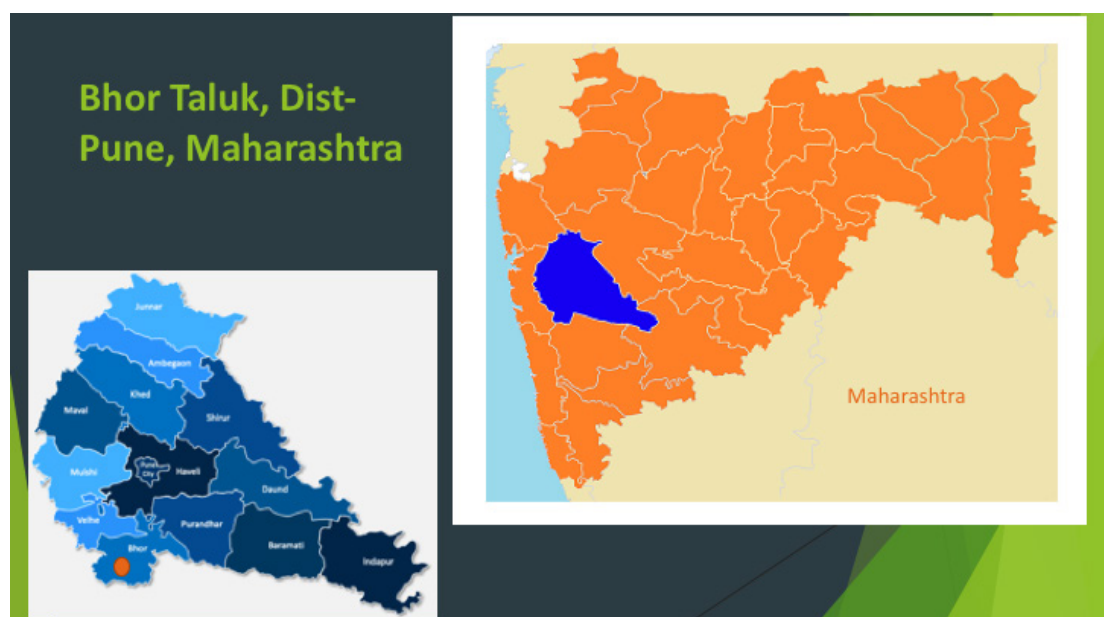 Bhor Taluk, Dist-
Pune, Maharashtra
Maharashtra
Junnar
Ambegaon
Khed
Maval
Shirur
Mulshi
Pune
City
Haveli
Daund
Velhe
Purandhar
Bhor
Baramati
Indapur